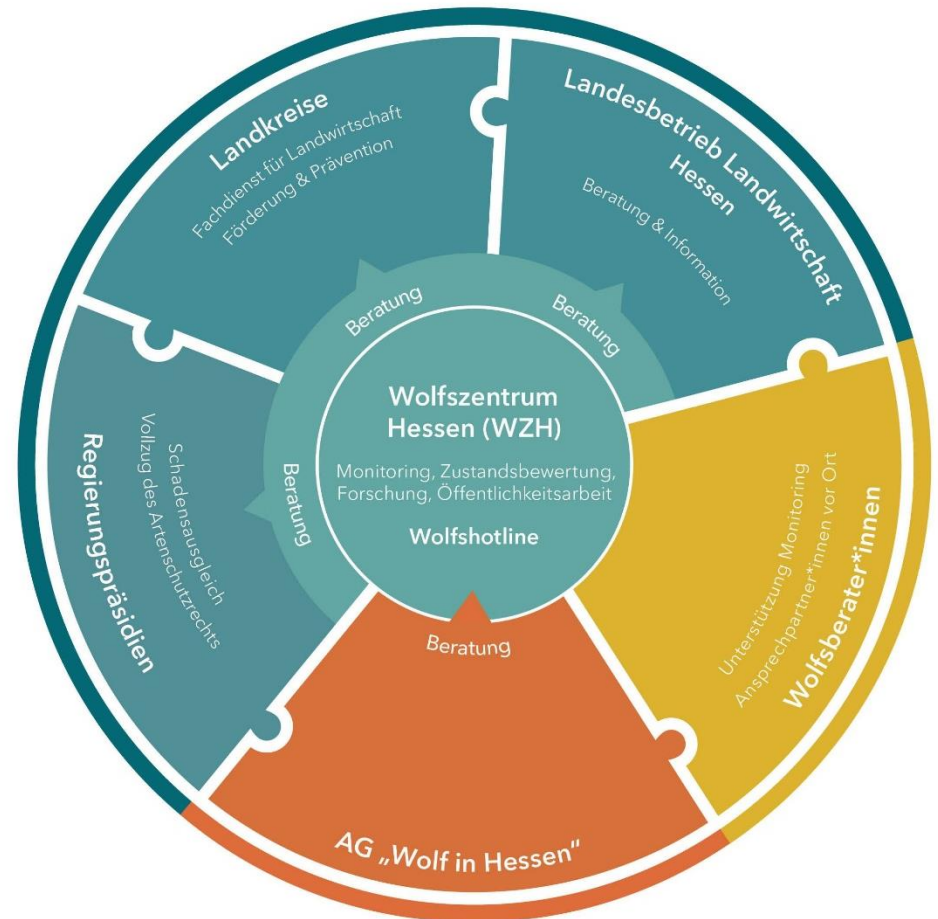 Landkreise
Fachdienst für Landwirtschaft
Förderung & Prävention
Landesbetrieb Landwirtschaft
Hessen
Beratung & Information
Beratung
Beratung
Beratung
Wolfszentrum
Hessen (WZH)
Monitoring, Zustandsbewertung,
Forschung, Öffentlichkeitsarbeit
Wolfshotline
Beratung
Regierungspräsidien
Vollzug des Artenschutzrechts
Schadensausgleich
Unterstützung Monitoring
Ansprechpartner*innen vor Ort
Wolfsberater*innen
AG „Wolf in Hessen“